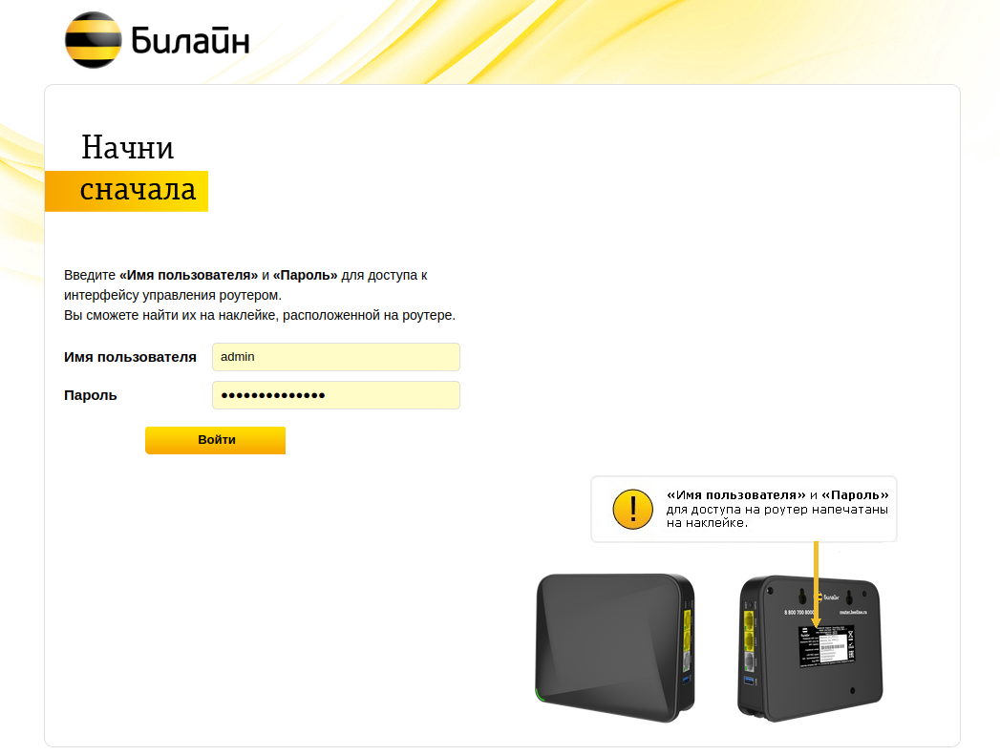 Билайн
Начни
сначала
Введите «Имя пользователя» и «Пароль» для доступа к
интерфейсу управления роутером.
Вы сможете найти их на наклейке, расположенной на роутере.
Имя пользователя admin
Пароль ●●●●●●●●●●●●●●
Войти
«Имя пользователя» и «Пароль»
для доступа на роутер напечатаны
на наклейке.
Билайн
8 800 700 8000 router.beeline.ru